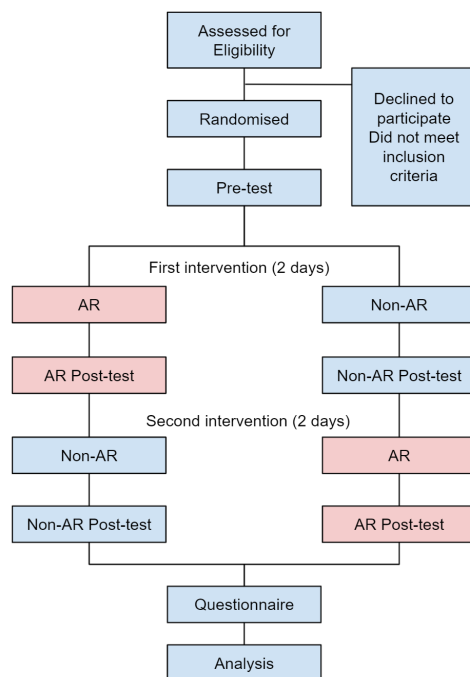 Assessed for
Eligibility
Declined to
participate
Did not meet
inclusion
criteria
Randomised
Pre-test
First intervention (2 days)
AR
Non-AR
AR Post-test
Non-AR Post-test
Second intervention (2 days)
Non-AR
AR
Non-AR Post-test
AR Post-test
Questionnaire
Analysis